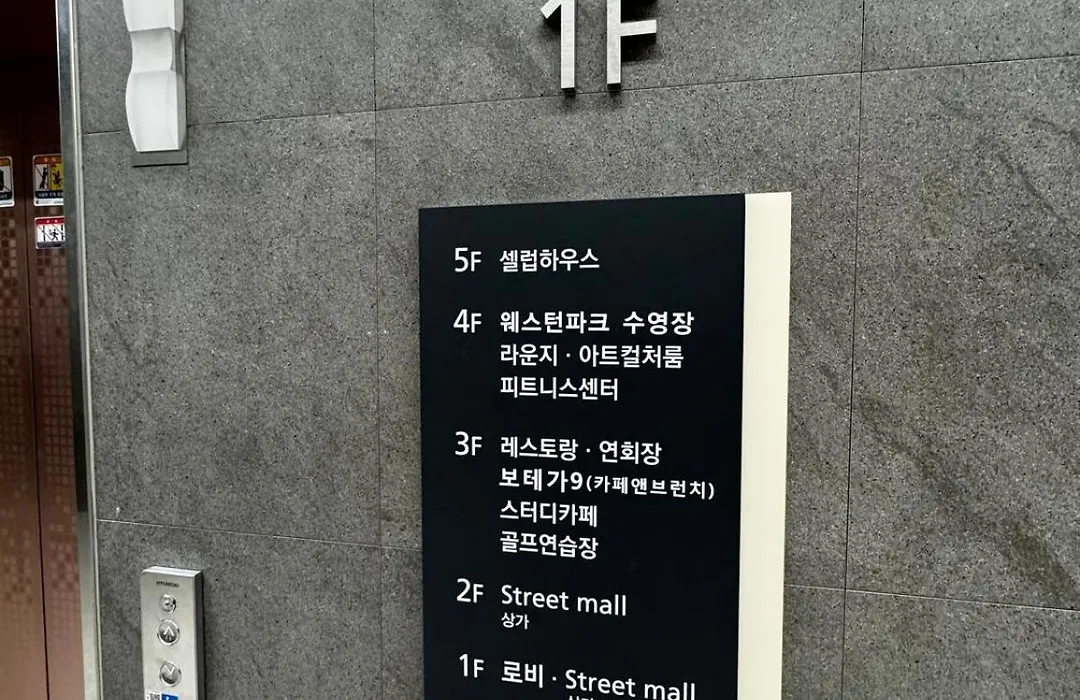 1F
5F 셀럽하우스
4F 웨스턴파크 수영장
라운지 · 아트컬처룸
피트니스센터
3F 레스토랑 · 연회장
보테가9(카페앤브런치)
스터디카페
골프연습장
2F Street mall
상가
1F 로비 · Street mall
HYUNDAI